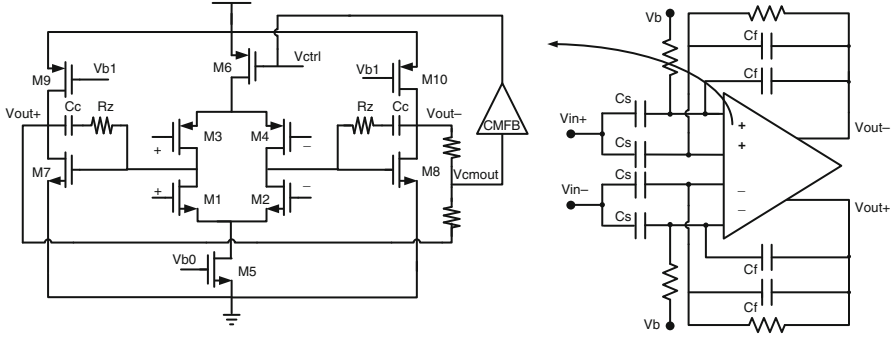 M9
Vb1
M6
Vctrl
Vb1
M10
Vout+
Cc
Rz
M3
+
M4
−
Rz
Cc
Vout−
CMFB
M7
+
M1
M2
−
M8
Vcmout
Vb0
M5
Vb
Cf
Cf
Cs
Vin+
Cs
+
+
Vout−
Cs
Vin−
Cs
−
−
Vout+
Cf
Cf
Vb